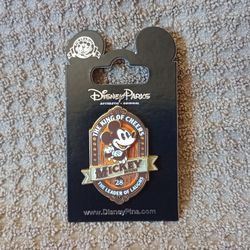 Disney Parks
AUTHENTIC ORIGINAL
THE KING OF CHEERS
MICKEY
28
THE LEADER OF LAUGHS
www.DisneyPins.com